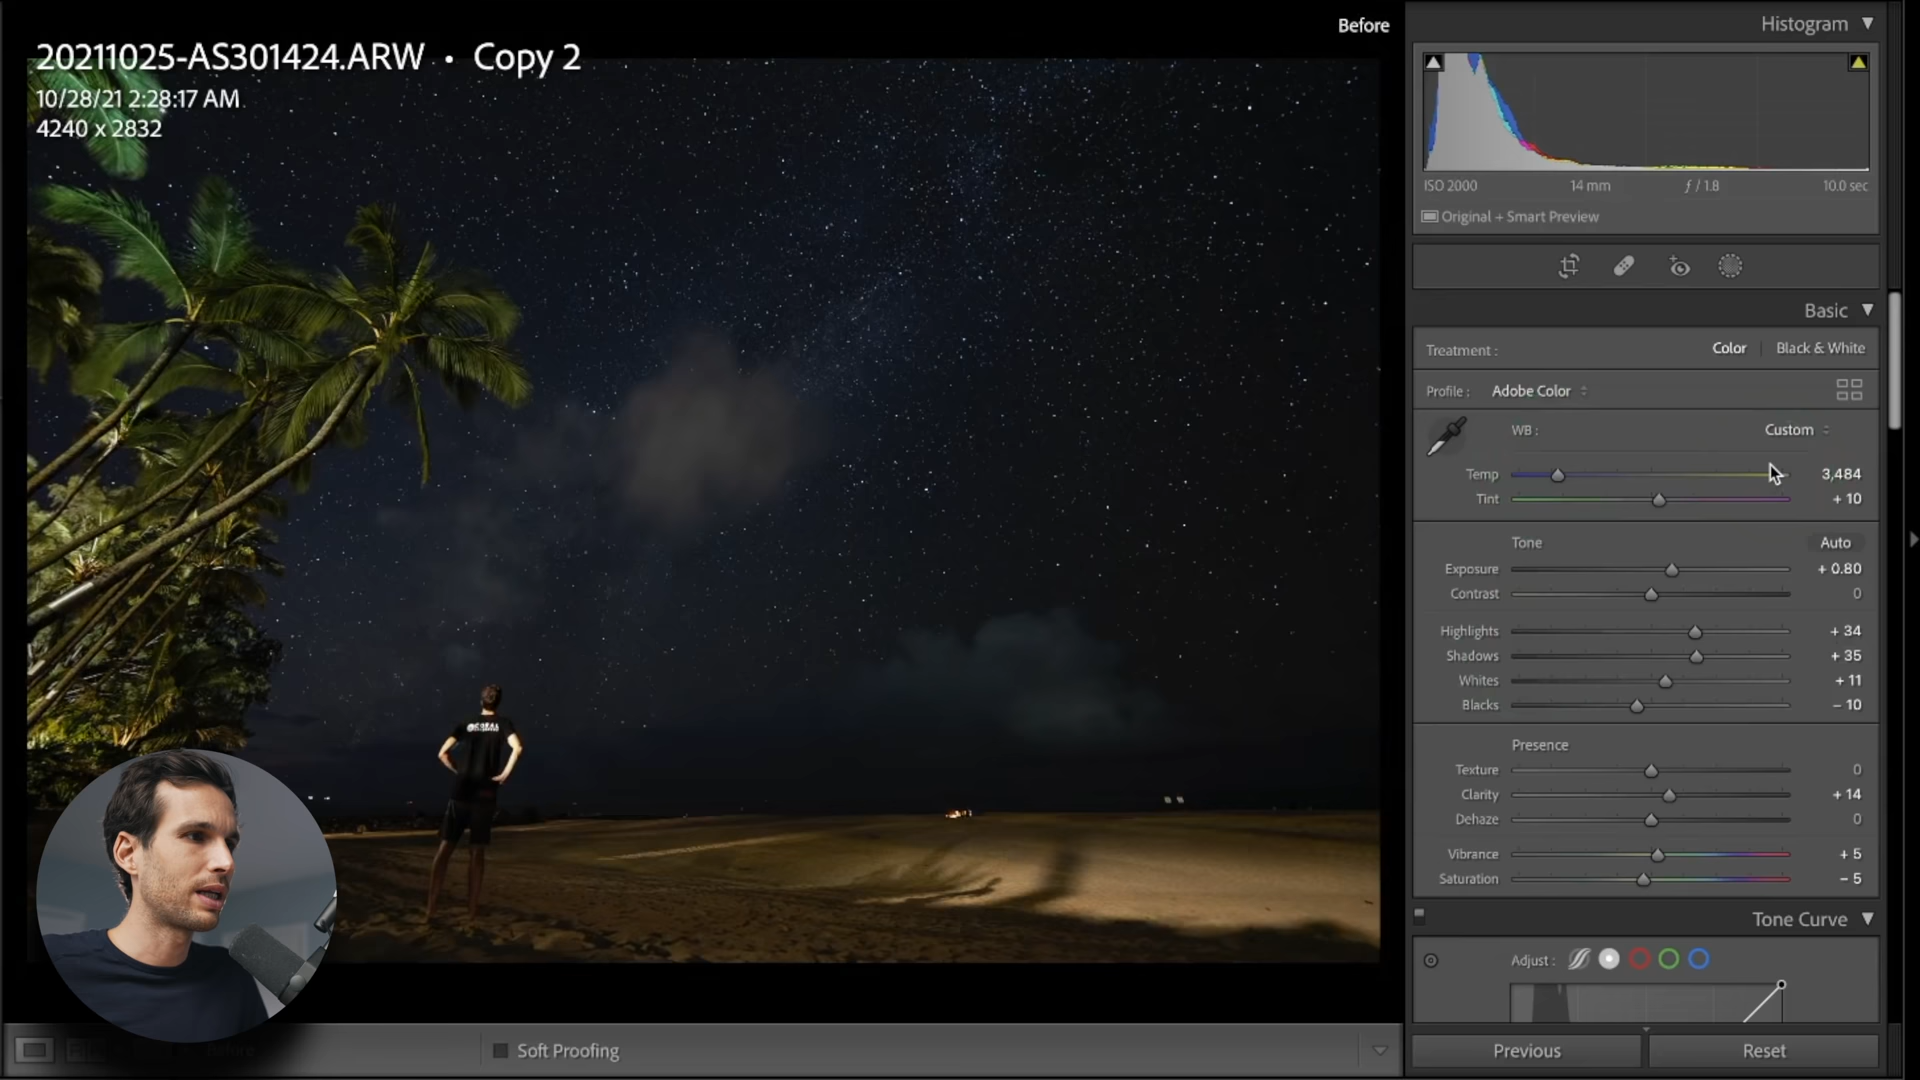 Before
20211025-AS301424.ARW • Copy 2
10/28/21 2:28:17 AM
4240 x 2832
Histogram
ISO 2000 14 mm ƒ / 1.8 10.0 sec
Original + Smart Preview
Basic
Treatment : Color Black & White
Profile : Adobe Color
WB : Custom
Temp 3,484
Tint + 10
Tone Auto
Exposure + 0.80
Contrast 0
Highlights + 34
Shadows + 35
Whites + 11
Blacks - 10
Presence
Texture 0
Clarity + 14
Dehaze 0
Vibrance + 5
Saturation - 5
Tone Curve
Adjust :
Soft Proofing
Previous Reset